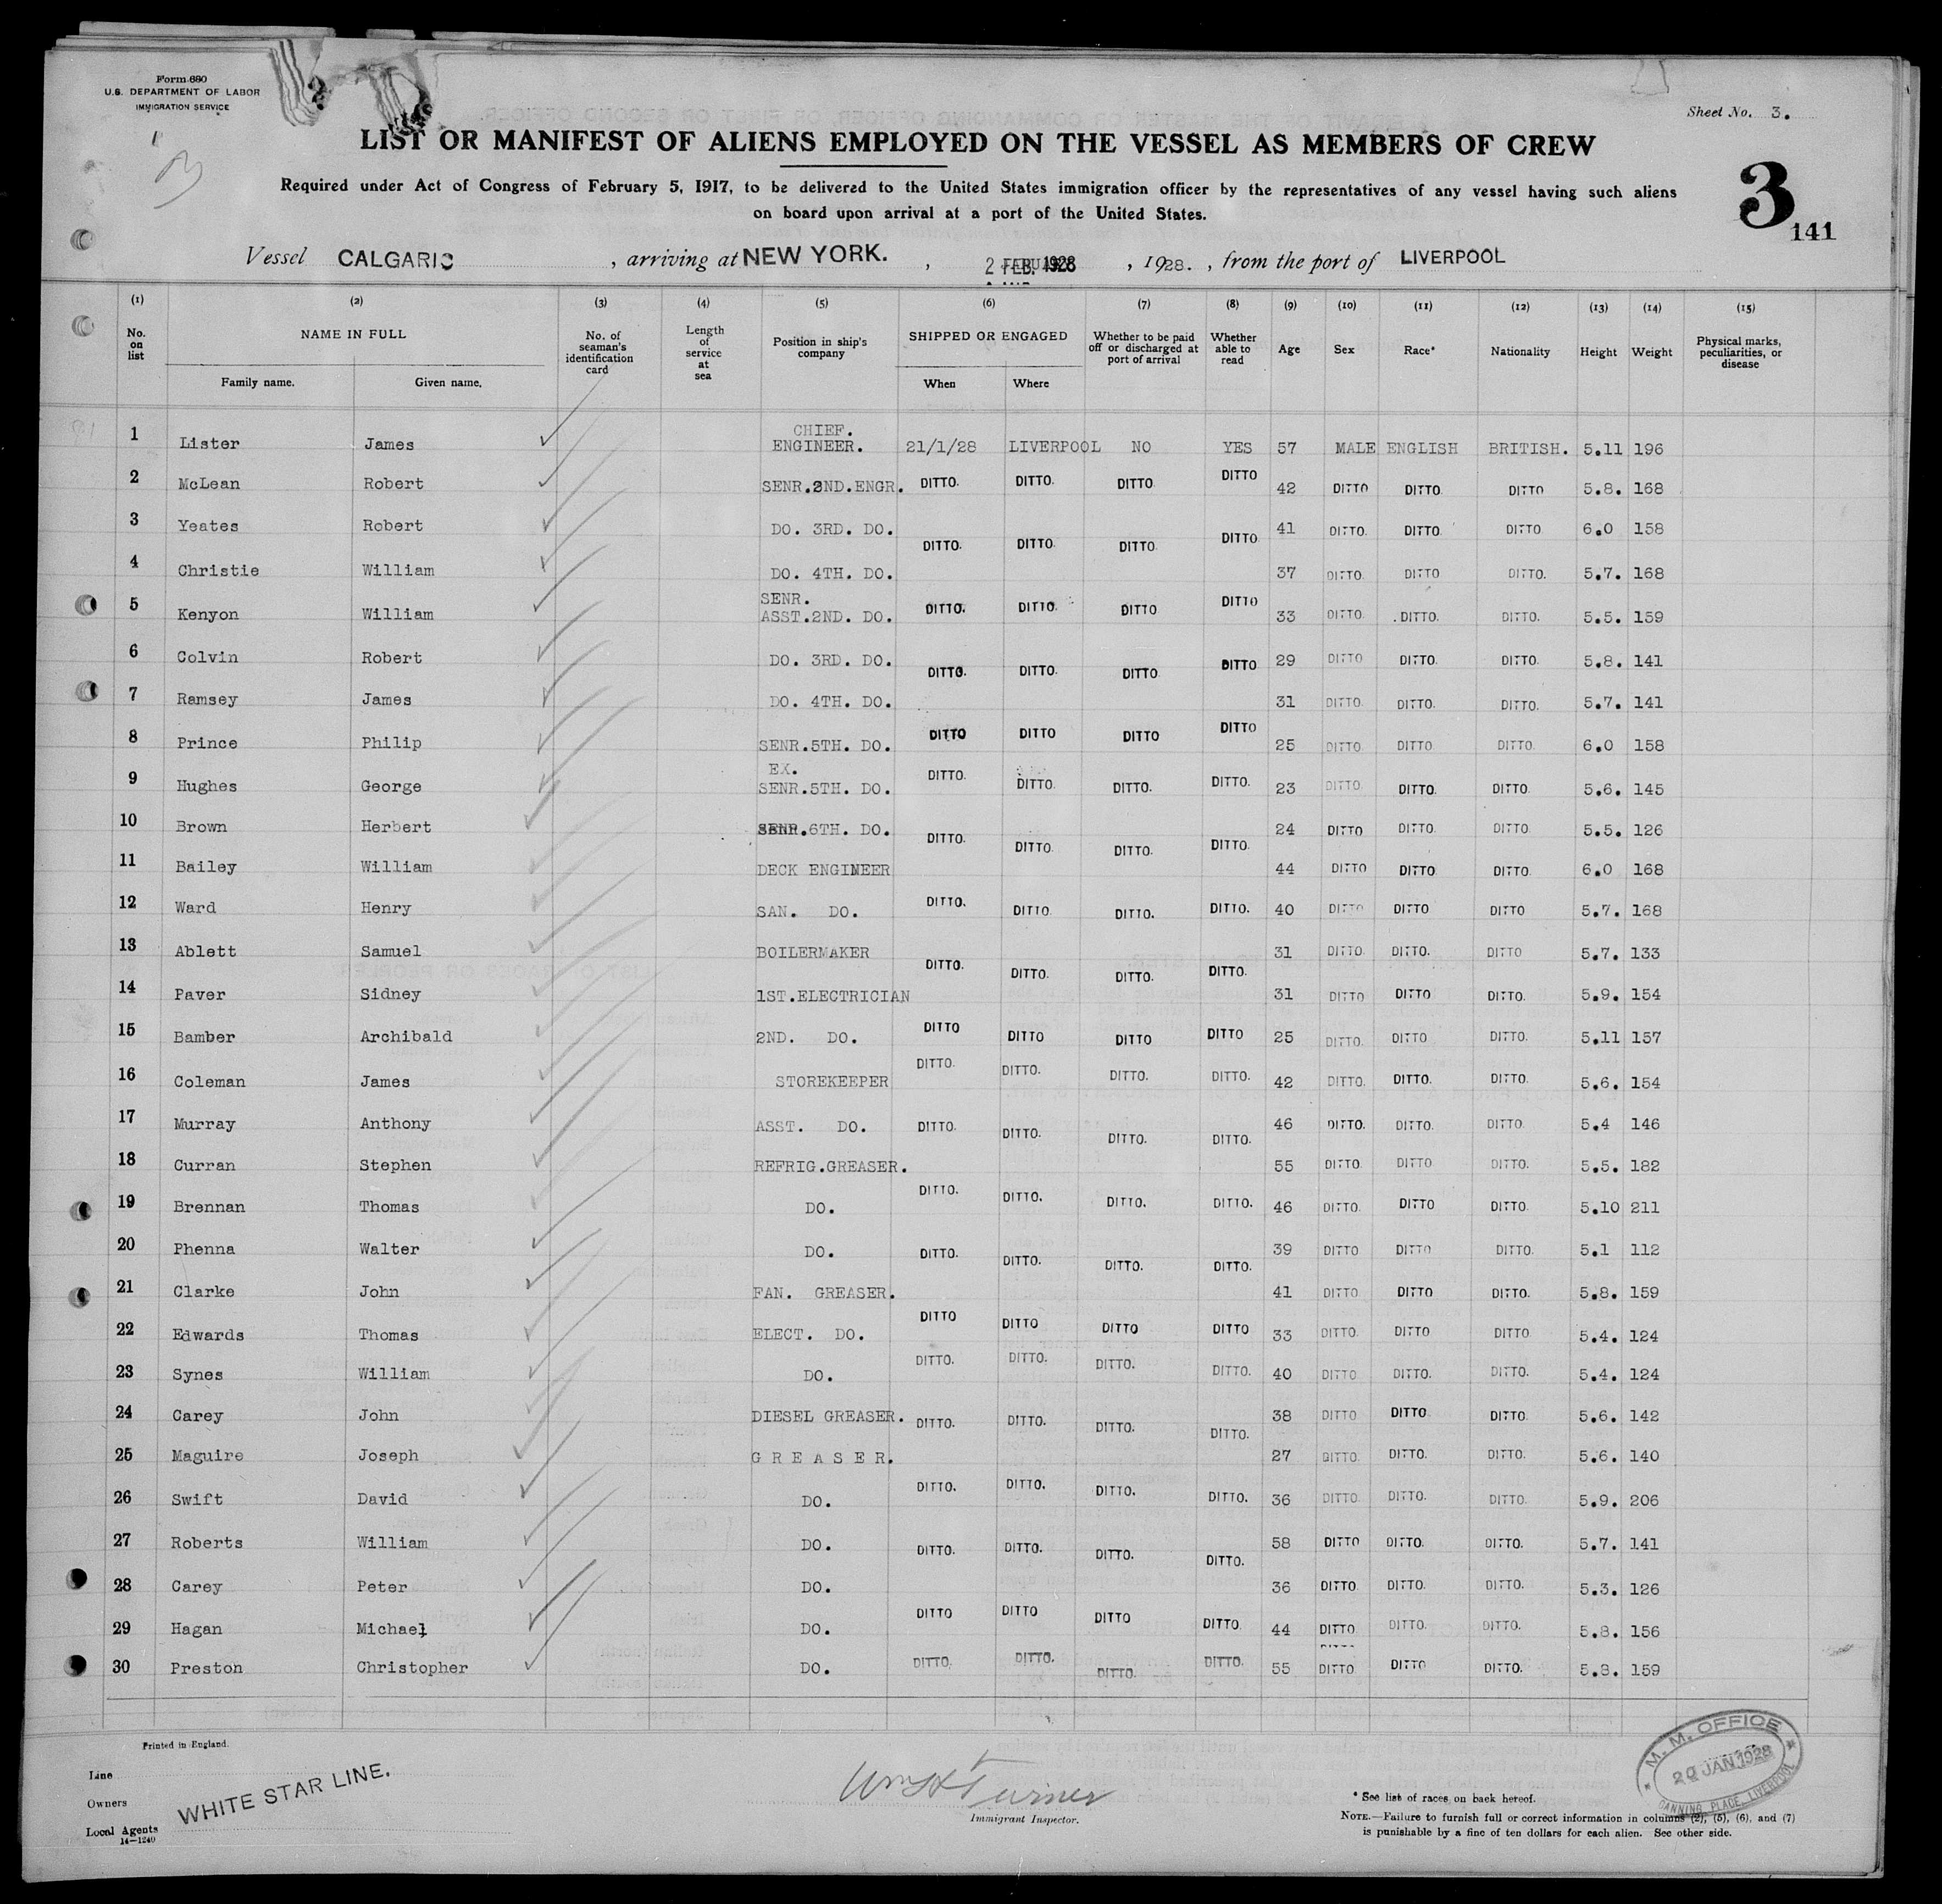 Form 680
U.S. DEPARTMENT OF LABOR
IMMIGRATION SERVICE
Sheet No. 3.
3
LIST OR MANIFEST OF ALIENS EMPLOYED ON THE VESSEL AS MEMBERS OF CREW
Required under Act of Congress of February 5, 1917, to be delivered to the United States immigration officer by the representatives of any vessel having such aliens
on board upon arrival at a port of the United States.
3
141
Vessel CALGARIC , arriving at NEW YORK. , 2 FEB. 1928 , 1928. , from the port of LIVERPOOL
(1) (2) (3) (4) (5) (6) (7) (8) (9) (10) (11) (12) (13) (14) (15)
No. on list NAME IN FULL Family name. Given name. No. of seaman's identification card Length of service at sea Position in ship's company SHIPPED OR ENGAGED When Where Whether to be paid off or discharged at port of arrival Whether able to read Age Sex Race* Nationality Height Weight Physical marks, peculiarities, or disease
1 Lister James CHIEF. ENGINEER. 21/1/28 LIVERPOOL NO YES 57 MALE ENGLISH BRITISH. 5.11 196
2 McLean Robert SENR.2ND.ENGR. DITTO. DITTO. DITTO DITTO 42 DITTO DITTO. DITTO 5.8. 168
3 Yeates Robert DO. 3RD. DO. DITTO. DITTO. DITTO. DITTO 41 DITTO. DITTO DITTO. 6.0 158
4 Christie William DO. 4TH. DO. 37 DITTO. DITTO DITTO. 5.7. 168
5 Kenyon William SENR. ASST.2ND. DO. DITTO. DITTO. DITTO DITTO 33 DITTO. DITTO. DITTO. 5.5. 159
6 Colvin Robert DO. 3RD. DO. DITTO. DITTO. DITTO DITTO 29 DITTO DITTO. DITTO. 5.8. 141
7 Ramsey James DO. 4TH. DO. 31 DITTO. DITTO. DITTO. 5.7. 141
8 Prince Philip SENR.5TH. DO. DITTO DITTO DITTO DITTO 25 DITTO. DITTO DITTO. 6.0 158
9 Hughes George EX. SENR.5TH. DO. DITTO. DITTO. DITTO. DITTO. 23 DITTO. DITTO. DITTO. 5.6. 145
10 Brown Herbert SENR.6TH. DO. DITTO. DITTO. DITTO. DITTO. 24 DITTO DITTO. DITTO. 5.5. 126
11 Bailey William DECK ENGINEER 44 DITTO DITTO DITTO. 6.0 168
12 Ward Henry SAN. DO. DITTO. DITTO. DITTO. DITTO. 40 DITTO DITTO DITTO 5.7. 168
13 Ablett Samuel BOILERMAKER DITTO. DITTO. DITTO. DITTO. 31 DITTO. DITTO. DITTO 5.7. 133
14 Paver Sidney 1ST.ELECTRICIAN 31 DITTO DITTO DITTO. 5.9. 154
15 Bamber Archibald 2ND. DO. DITTO DITTO DITTO DITTO 25 DITTO. DITTO DITTO. 5.11 157
16 Coleman James STOREKEEPER DITTO. DITTO. DITTO. DITTO. 42 DITTO. DITTO. DITTO. 5.6. 154
17 Murray Anthony ASST. DO. DITTO. DITTO. DITTO. DITTO. 46 DITTO. DITTO. DITTO. 5.4 146
18 Curran Stephen REFRIG.GREASER. 55 DITTO. DITTO DITTO. 5.5. 182
19 Brennan Thomas DO. DITTO. DITTO. DITTO. DITTO. 46 DITTO. DITTO DITTO. 5.10 211
20 Phenna Walter DO. DITTO. DITTO. DITTO. DITTO. 39 DITTO DITTO DITTO. 5.1 112
21 Clarke John FAN. GREASER. 41 DITTO DITTO DITTO. 5.8. 159
22 Edwards Thomas ELECT. DO. DITTO DITTO DITTO DITTO 33 DITTO. DITTO DITTO 5.4. 124
23 Synes William DO. DITTO. DITTO. DITTO. DITTO. 40 DITTO. DITTO. DITTO. 5.4. 124
24 Carey John DIESEL GREASER. DITTO. DITTO. DITTO. DITTO. 38 DITTO DITTO. DITTO. 5.6. 142
25 Maguire Joseph G R E A S E R. 27 DITTO. DITTO. DITTO. 5.6. 140
26 Swift David DO. DITTO. DITTO. DITTO. DITTO. 36 DITTO DITTO. DITTO. 5.9. 206
27 Roberts William DO. DITTO. DITTO. DITTO. DITTO. 58 DITTO DITTO. DITTO. 5.7. 141
28 Carey Peter DO. 36 DITTO. DITTO. DITTO. 5.3. 126
29 Hagan Michael DO. DITTO DITTO DITTO DITTO. 44 DITTO. DITTO. DITTO. 5.8. 156
30 Preston Christopher DO. DITTO. DITTO. DITTO. DITTO. 55 DITTO. DITTO DITTO. 5.8. 159
Printed in England.
Line
Owners
Local Agents
14-1240
WHITE STAR LINE.
Wm H Turner
Immigrant Inspector.
M. M. OFFICE
20 JAN 1928
CANNING PLACE, LIVERPOOL
* See list of races on back hereof.
NOTE.—Failure to furnish full or correct information in columns (2), (5), (6), and (7)
is punishable by a fine of ten dollars for each alien. See other side.